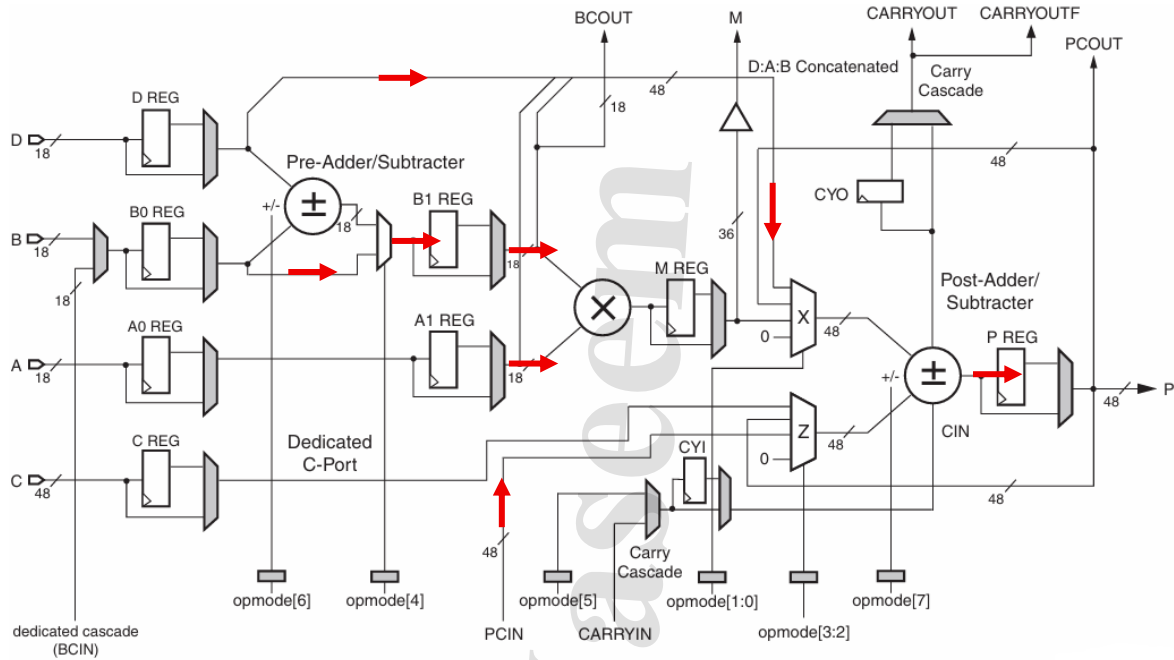 BCOUT
M
CARRYOUT
CARRYOUTF
PCOUT
D:A:B Concatenated
Carry
Cascade
48
18
D REG
D
18
Pre-Adder/Subtracter
48
+/-
±
18
B0 REG
B1 REG
CYO
B
18
18
18
36
M REG
Post-Adder/
Subtracter
X
48
0
×
A0 REG
A1 REG
P REG
A
18
18
+/-
±
48
P
CIN
C REG
Dedicated
C-Port
Z
48
CYI
0
C
48
48
48
Carry
Cascade
opmode[6]
opmode[4]
opmode[5]
opmode[1:0]
opmode[7]
dedicated cascade
(BCIN)
PCIN
CARRYIN
opmode[3:2]
aseem